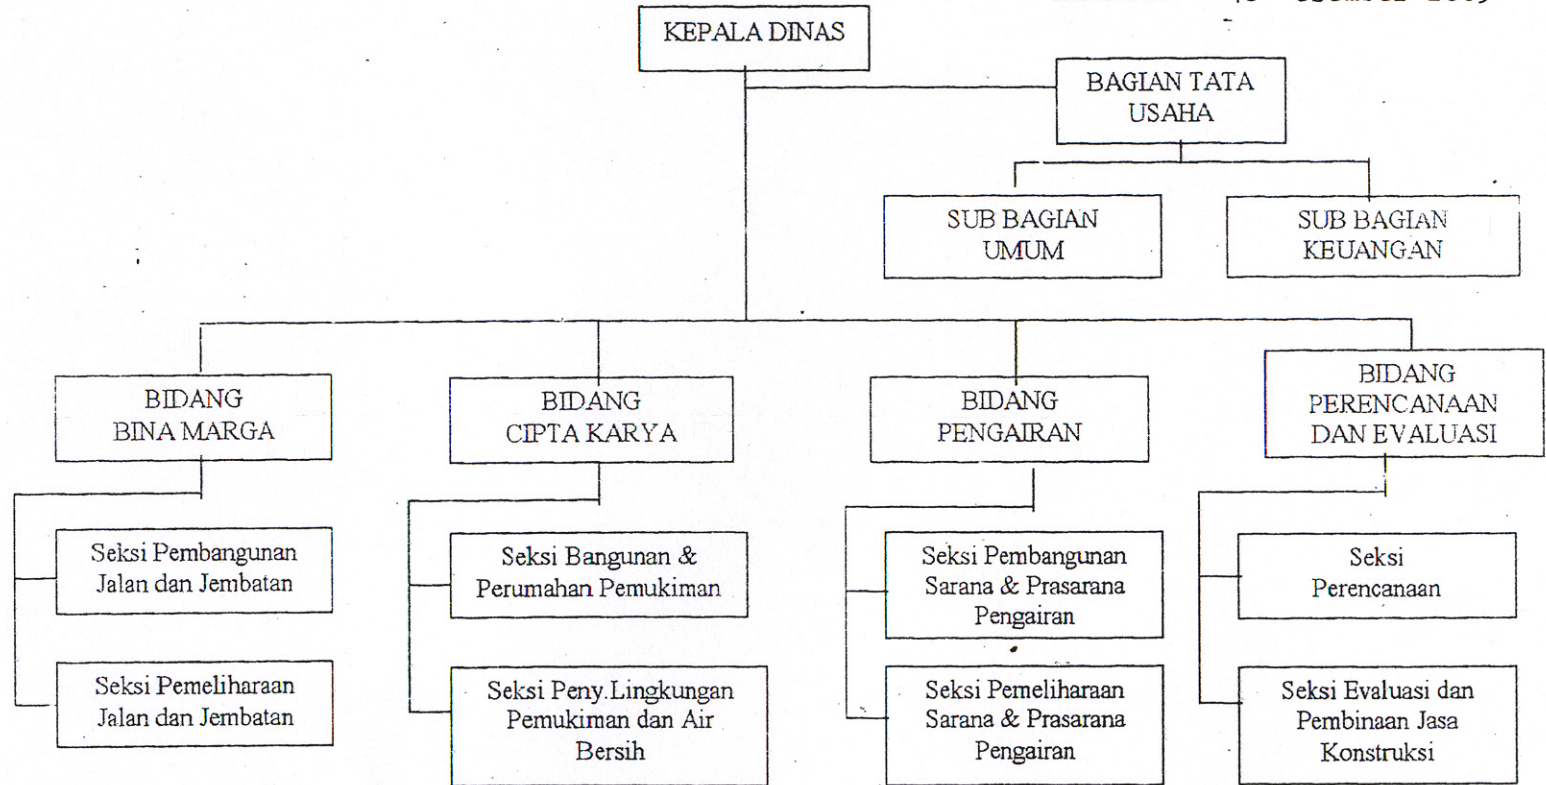 KEPALA DINAS
BAGIAN TATA
USAHA
SUB BAGIAN
UMUM
SUB BAGIAN
KEUANGAN
BIDANG
BINA MARGA
BIDANG
CIPTA KARYA
BIDANG
PENGAIRAN
BIDANG
PERENCANAAN
DAN EVALUASI
Seksi Pembangunan
Jalan dan Jembatan
Seksi Bangunan &
Perumahan Pemukiman
Seksi Pembangunan
Sarana & Prasarana
Pengairan
Seksi
Perencanaan
Seksi Pemeliharaan
Jalan dan Jembatan
Seksi Peny.Lingkungan
Pemukiman dan Air
Bersih
Seksi Pemeliharaan
Sarana & Prasarana
Pengairan
Seksi Evaluasi dan
Pembinaan Jasa
Konstruksi